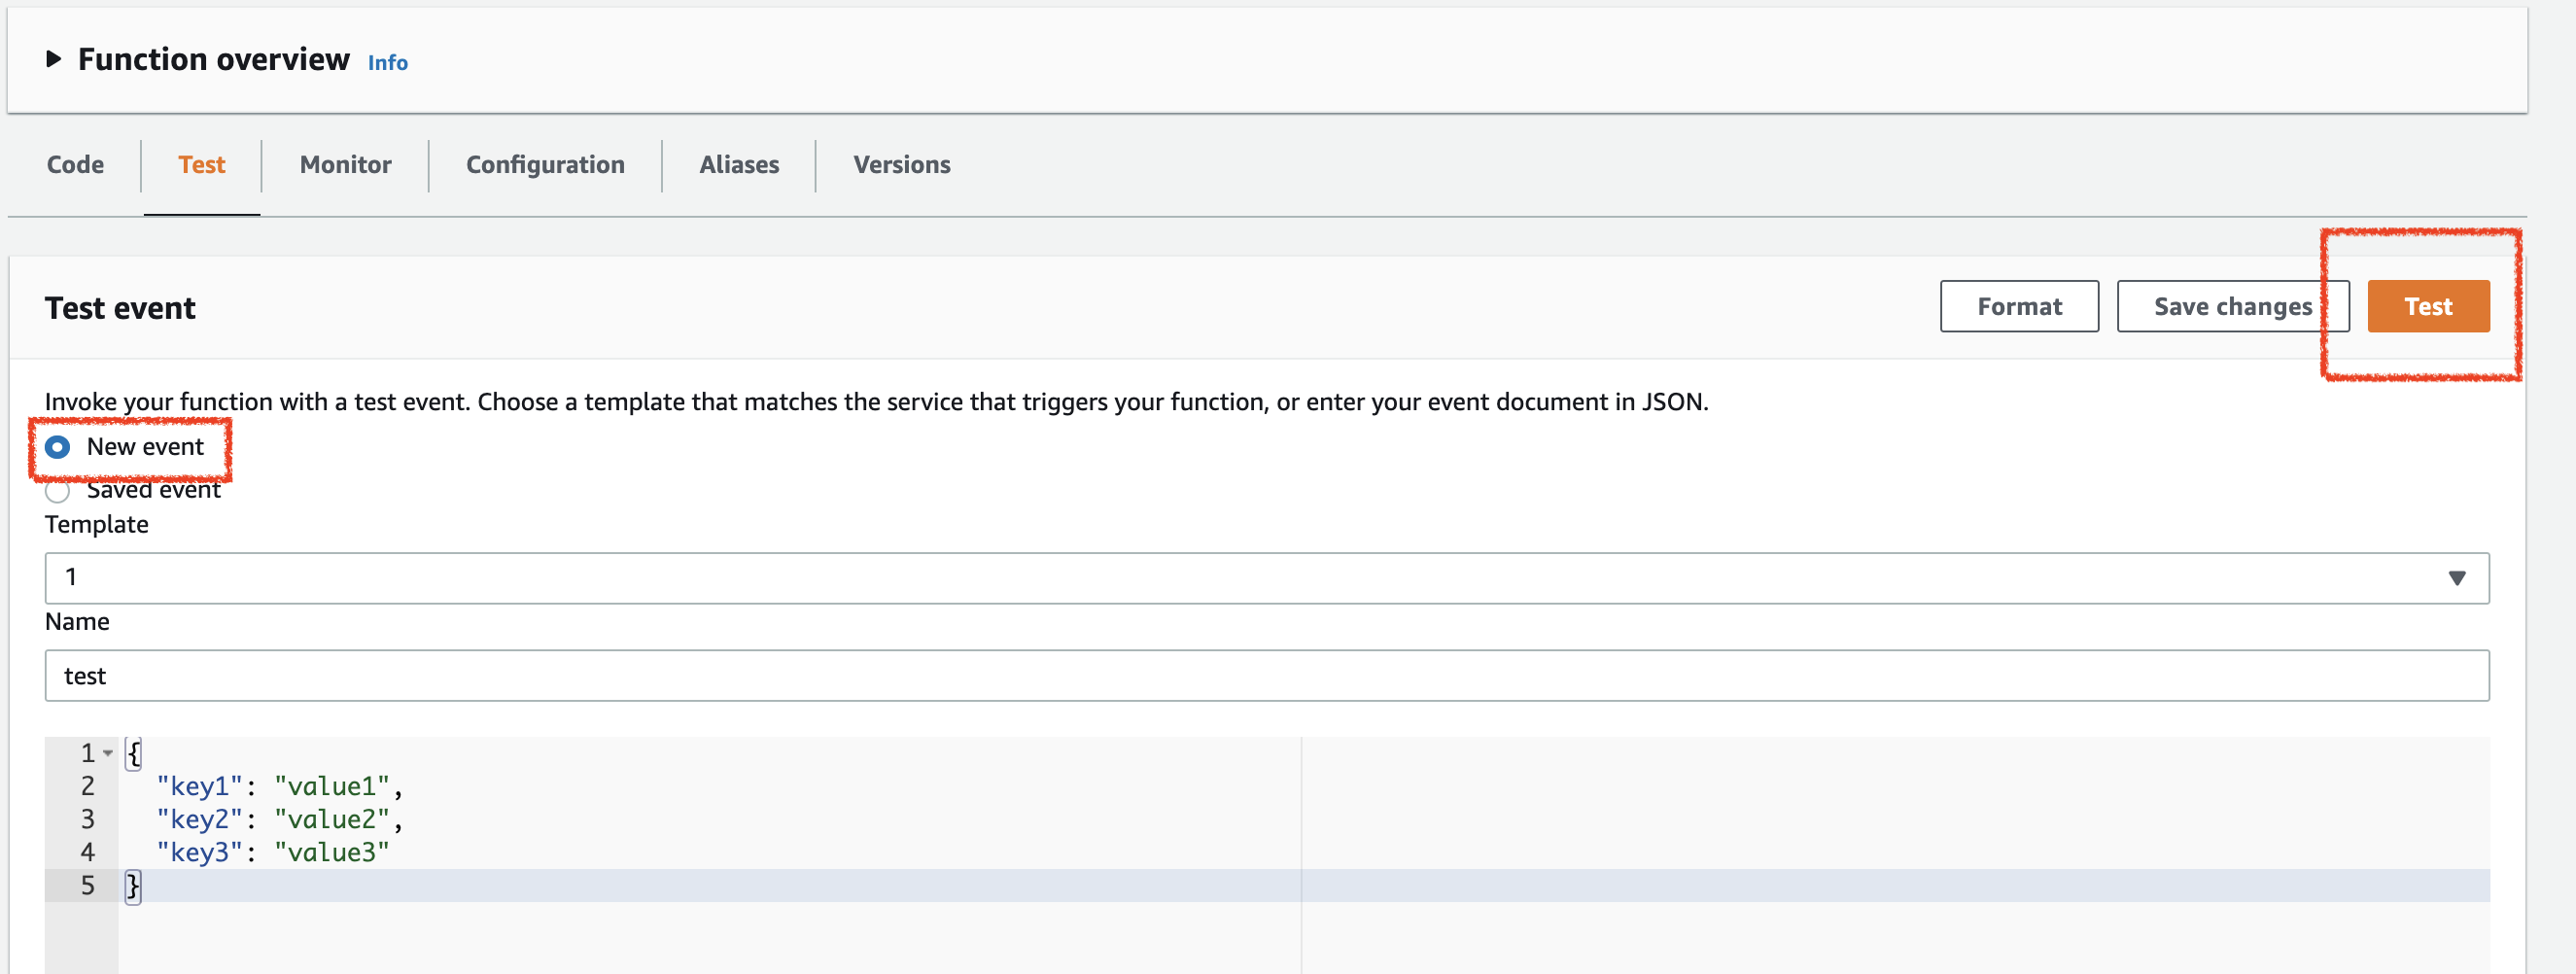 Function overview Info
Code Test Monitor Configuration Aliases Versions
Test event Format Save changes Test
Invoke your function with a test event. Choose a template that matches the service that triggers your function, or enter your event document in JSON.
New event
Saved event
Template
1
Name
test
1 {
2 "key1": "value1",
3 "key2": "value2",
4 "key3": "value3"
5 }